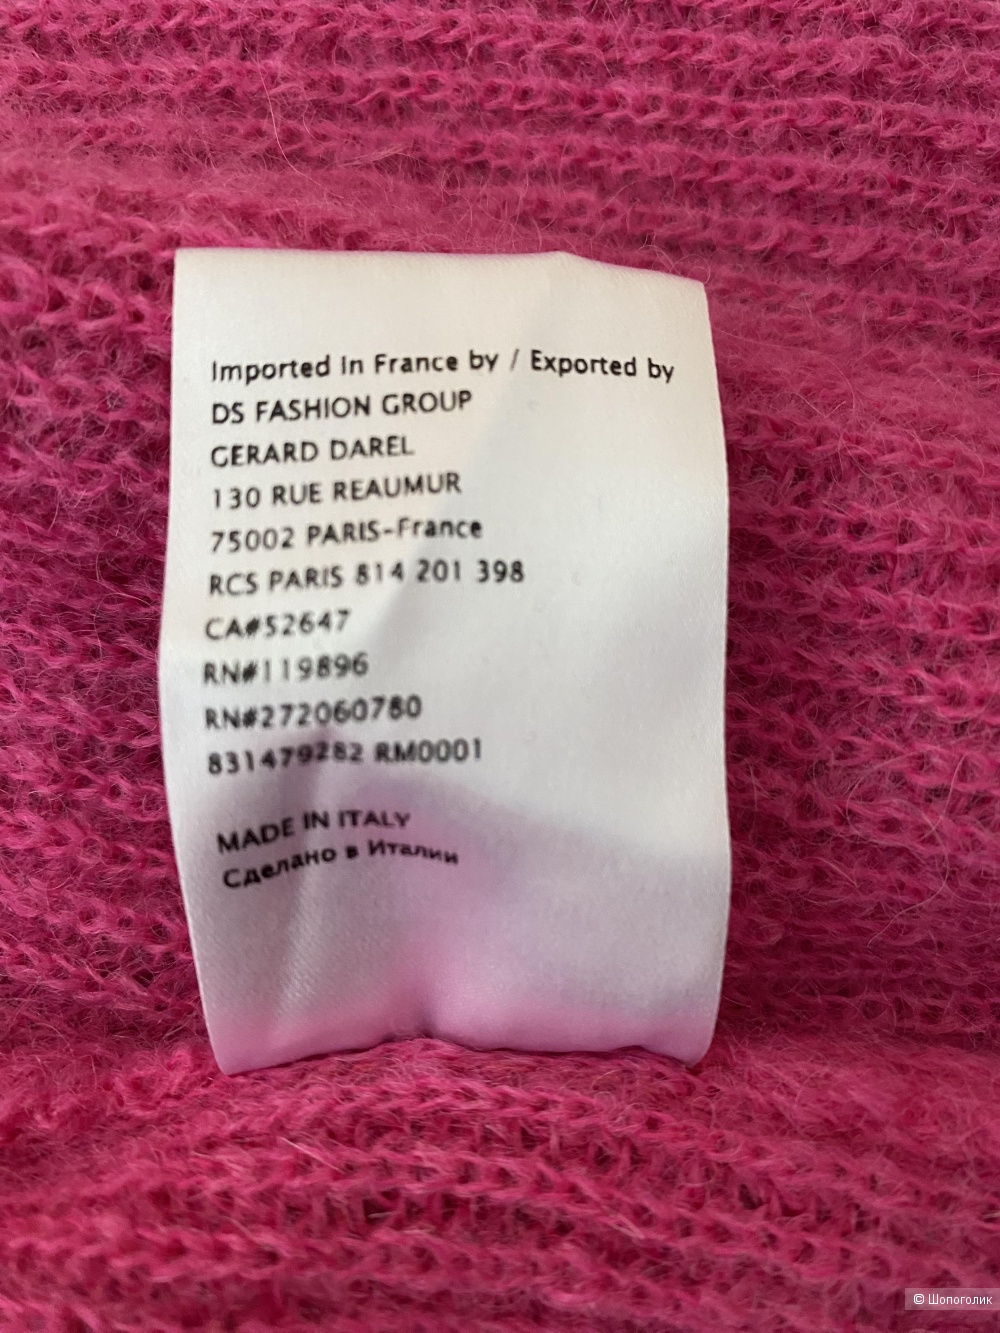 Imported in France by / Exported by
DS FASHION GROUP
GERARD DAREL
130 RUE REAUMUR
75002 PARIS-France
RCS PARIS 814 201 398
CA#52647
RN#119896
RN#272060780
831479282 RM0001
MADE IN ITALY
Сделано в Италии
© Шопоголик